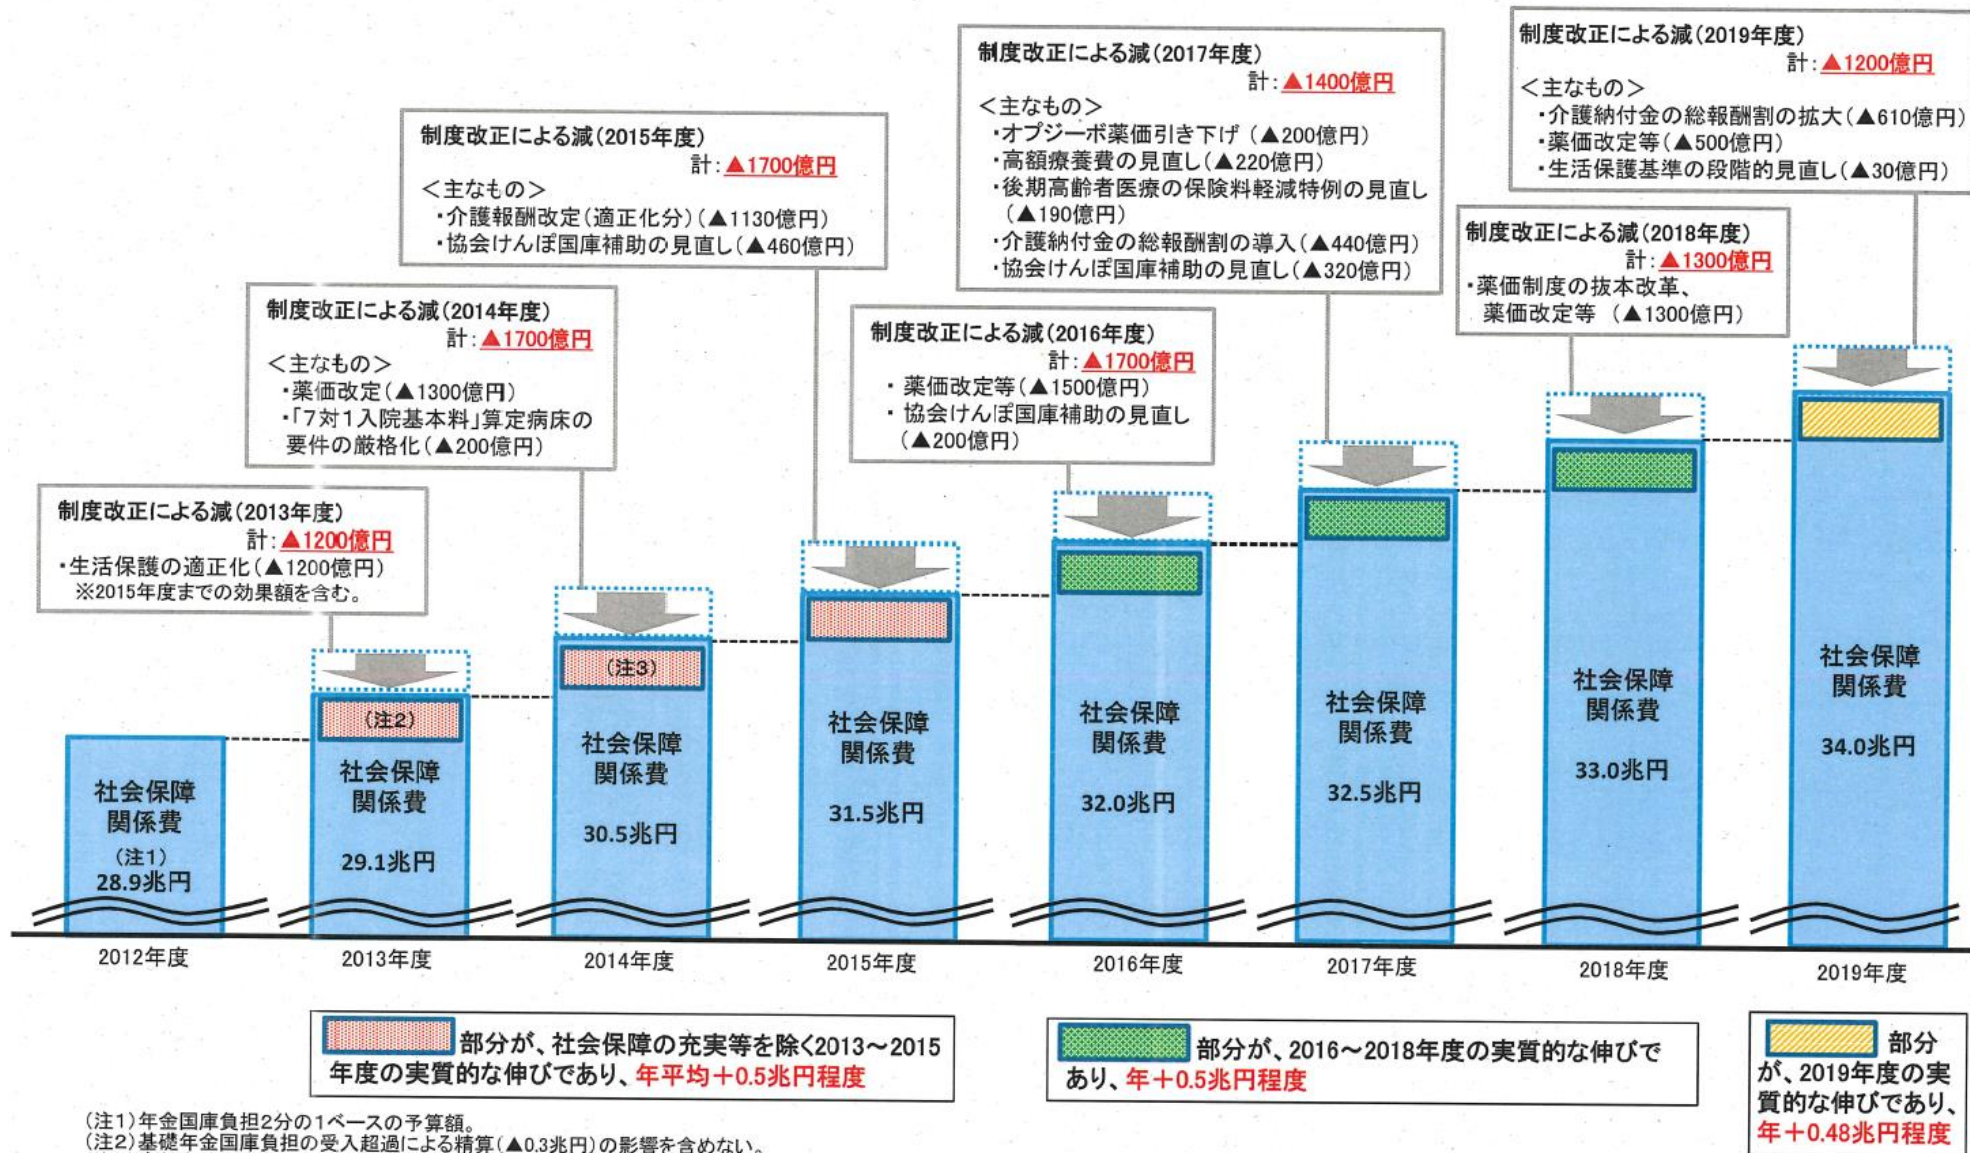 制度改正による減(2013年度)
計:▲1200億円
・生活保護の適正化(▲1200億円)
※2015年度までの効果額を含む。
制度改正による減(2014年度)
計:▲1700億円
<主なもの>
・薬価改定(▲1300億円)
・「7対1入院基本料」算定病床の
要件の厳格化(▲200億円)
制度改正による減(2015年度)
計:▲1700億円
<主なもの>
・介護報酬改定(適正化分)(▲1130億円)
・協会けんぽ国庫補助の見直し(▲460億円)
制度改正による減(2016年度)
計:▲1700億円
・ 薬価改定等(▲1500億円)
・ 協会けんぽ国庫補助の見直し
(▲200億円)
制度改正による減(2017年度)
計:▲1400億円
<主なもの>
・オプジーボ薬価引き下げ (▲200億円)
・高額療養費の見直し(▲220億円)
・後期高齢者医療の保険料軽減特例の見直し
(▲190億円)
・介護納付金の総報酬割の導入(▲440億円)
・協会けんぽ国庫補助の見直し(▲320億円)
制度改正による減(2018年度)
計:▲1300億円
・薬価制度の抜本改革、
薬価改定等 (▲1300億円)
制度改正による減(2019年度)
計:▲1200億円
<主なもの>
・介護納付金の総報酬割の拡大(▲610億円)
・薬価改定等(▲500億円)
・生活保護基準の段階的見直し(▲30億円)
社会保障
関係費
(注1)
28.9兆円
(注2)
社会保障
関係費
29.1兆円
(注3)
社会保障
関係費
30.5兆円
社会保障
関係費
31.5兆円
社会保障
関係費
32.0兆円
社会保障
関係費
32.5兆円
社会保障
関係費
33.0兆円
社会保障
関係費
34.0兆円
2012年度
2013年度
2014年度
2015年度
2016年度
2017年度
2018年度
2019年度
部分が、社会保障の充実等を除く2013~2015
年度の実質的な伸びであり、年平均+0.5兆円程度
部分が、2016~2018年度の実質的な伸びで
あり、年+0.5兆円程度
部分
が、2019年度の実
質的な伸びであり、
年+0.48兆円程度
(注1)年金国庫負担2分の1ベースの予算額。
(注2)基礎年金国庫負担の受入超過による精算(▲0.3兆円)の影響を含めない。